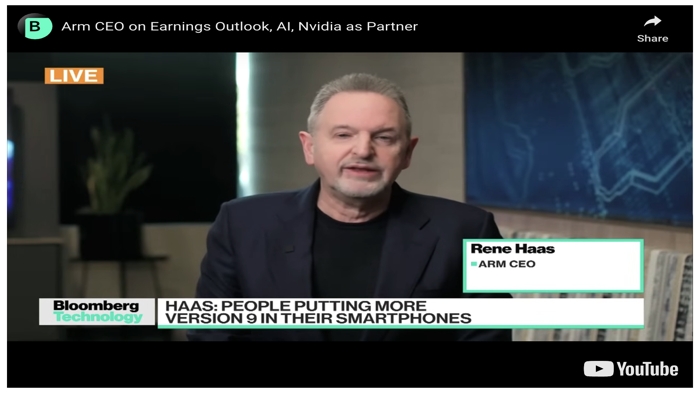 B
Arm CEO on Earnings Outlook, AI, Nvidia as Partner
Share
LIVE
Rene Haas
ARM CEO
Bloomberg
Technology
HAAS: PEOPLE PUTTING MORE
VERSION 9 IN THEIR SMARTPHONES
YouTube